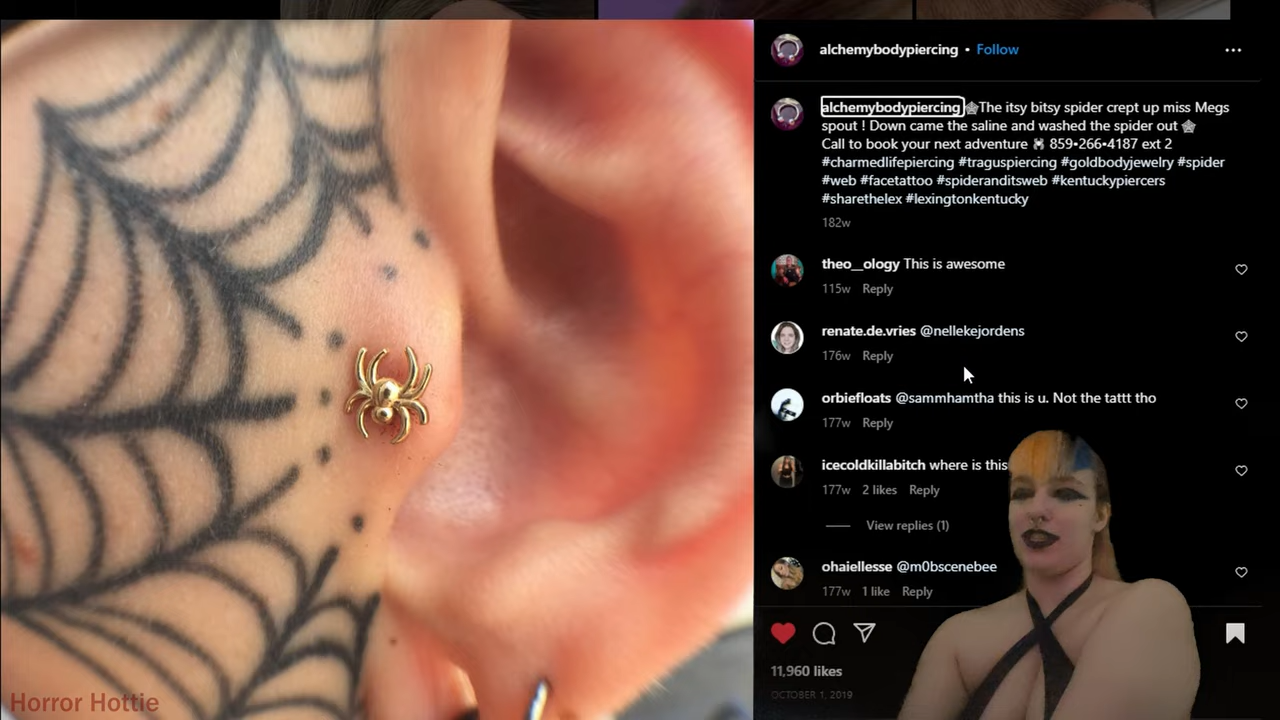 alchemybodypiercing • Follow
alchemybodypiercing 🕸The itsy bitsy spider crept up miss Megs
spout ! Down came the saline and washed the spider out 🕸
Call to book your next adventure 🕷 859•266•4187 ext 2
#charmedlifepiercing #traguspiercing #goldbodyjewelry #spider
#web #facetattoo #spideranditsweb #kentuckypiercers
#sharethelex #lexingtonkentucky
182w
theo__ology This is awesome
115w Reply
renate.de.vries @nellekejordens
176w Reply
orbiefloats @sammhamtha this is u. Not the tattt tho
177w Reply
icecoldkillabitch where is this
177w 2 likes Reply
View replies (1)
ohaiellesse @m0bscenebee
177w 1 like Reply
11,960 likes
OCTOBER 1, 2019
Horror Hottie